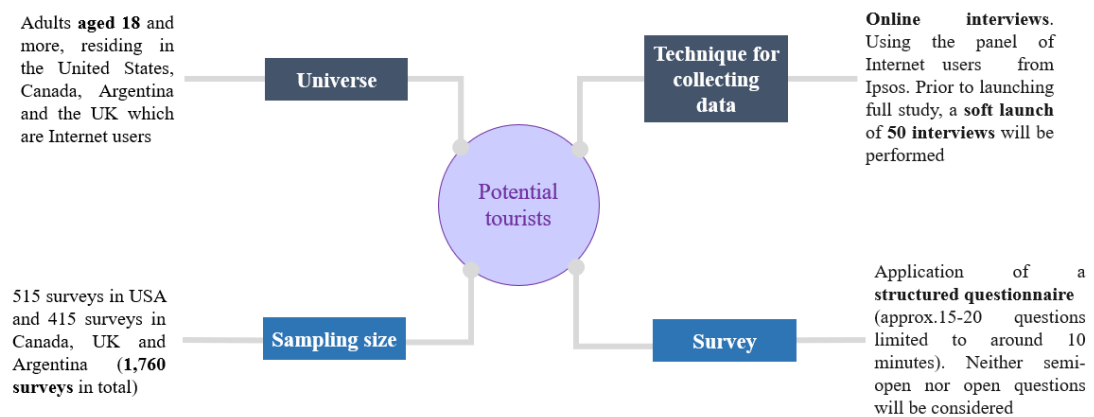 Adults aged 18 and
more, residing in
the United States,
Canada, Argentina
and the UK which
are Internet users
Universe
Technique for
collecting
data
Online interviews.
Using the panel of
Internet users from
Ipsos. Prior to launching
full study, a soft launch
of 50 interviews will be
performed
Potential
tourists
515 surveys in USA
and 415 surveys in
Canada, UK and
Argentina (1,760
surveys in total)
Sampling size
Survey
Application of a
structured questionnaire
(approx.15-20 questions
limited to around 10
minutes). Neither semi-
open nor open questions
will be considered